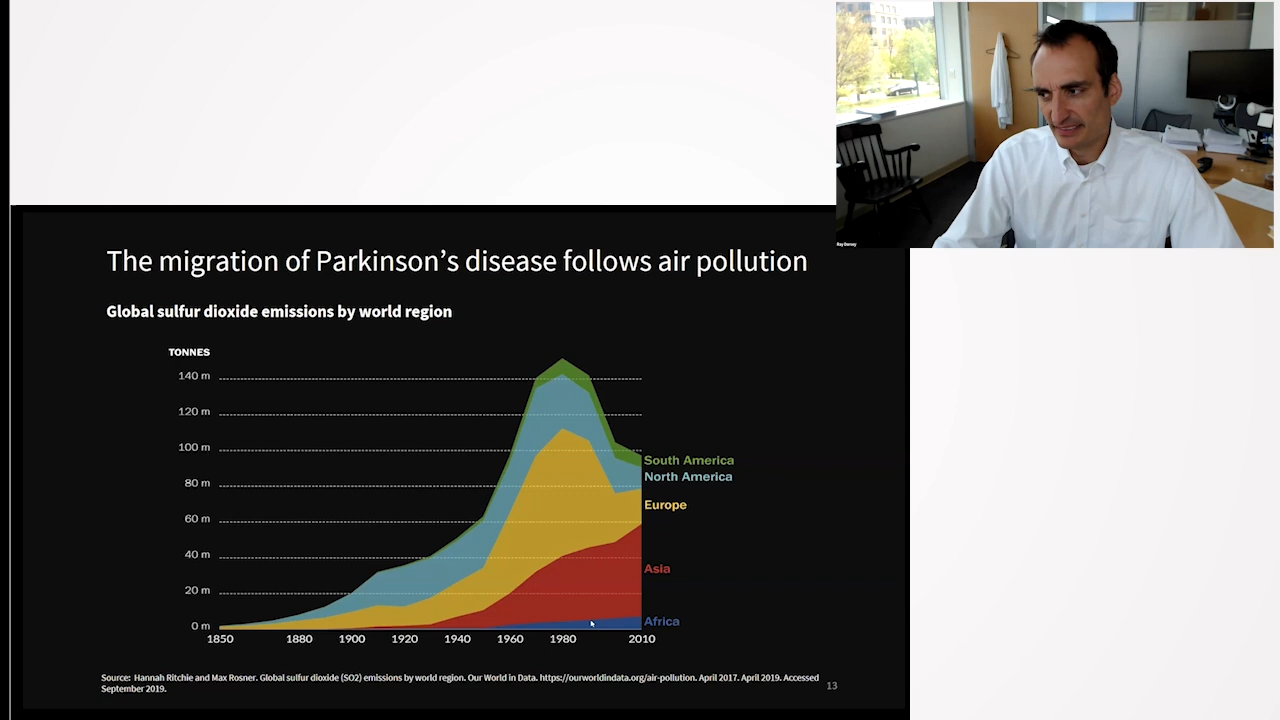 Ray Dorsey
The migration of Parkinson's disease follows air pollution
Global sulfur dioxide emissions by world region
TONNES
140 m
120 m
100 m
80 m
60 m
40 m
20 m
0 m
1850 1880 1900 1920 1940 1960 1980 2010
South America
North America
Europe
Asia
Africa
Source: Hannah Ritchie and Max Rosner. Global sulfur dioxide (SO2) emissions by world region. Our World in Data. https://ourworldindata.org/air-pollution. April 2017. April 2019. Accessed
September 2019.
13